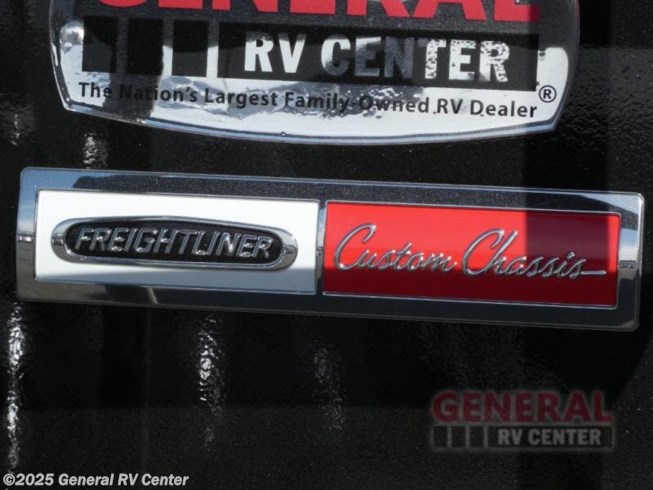 GENERAL
RV CENTER
The Nation's Largest Family-Owned RV Dealer®
FREIGHTLINER Custom Chassis
GENERAL
RV CENTER
©2025 General RV Center